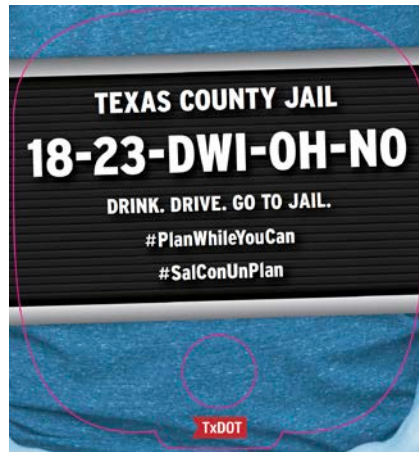 TEXAS COUNTY JAIL
18-23-DWI-OH-NO
DRINK. DRIVE. GO TO JAIL.
#PlanWhileYouCan
#SalConUnPlan
TxDOT